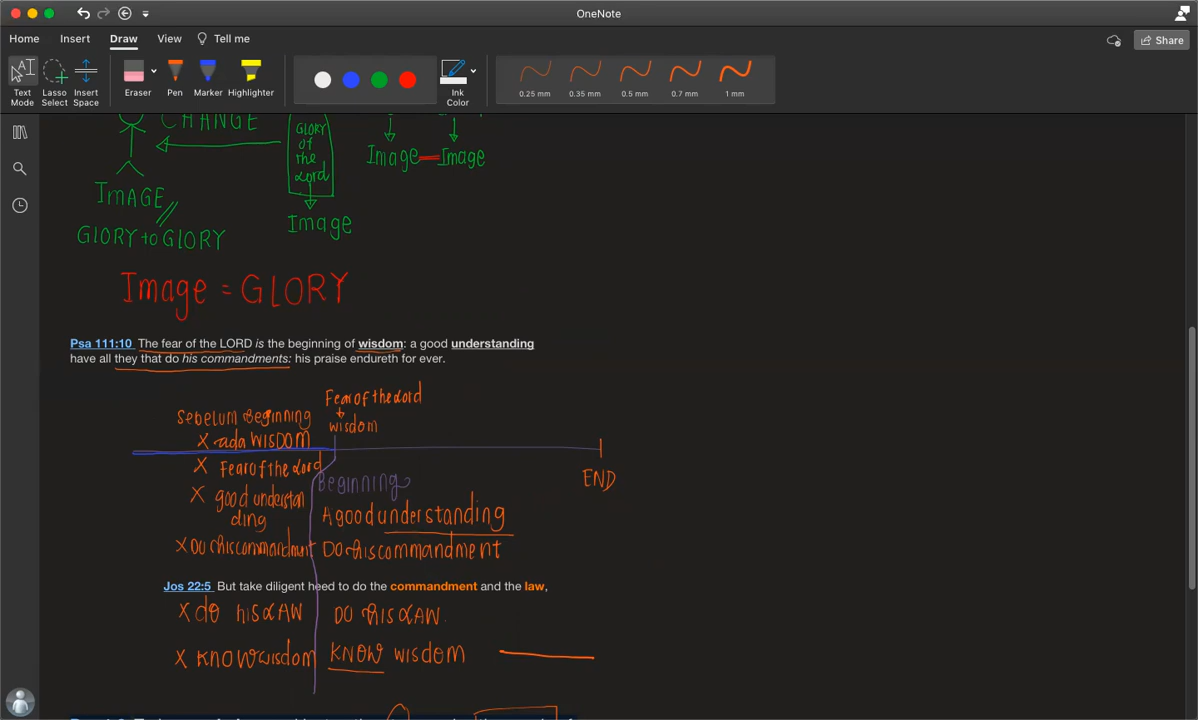 OneNote
Home Insert Draw View Tell me
Share
Text Mode
Lasso Select
Insert Space
Eraser
Pen
Marker
Highlighter
Ink Color
0.25 mm 0.35 mm 0.5 mm 0.7 mm 1 mm
CHANGE
GLORY
of
the
Lord
Image = Image
ImAGE
Image
GlORY to GLORY
Image = GLORY
Psa 111:10 The fear of the LORD is the beginning of wisdom: a good understanding
have all they that do his commandments: his praise endureth for ever.
Fear of the Lord
Sebelum Beginning
wisdom
X ada WISDOM
X Fear of the Lord
END
Beginning
X good understan
ding
A good understanding
X Do his commandment
Do his commandment
Jos 22:5 But take diligent heed to do the commandment and the law,
X do his LAW
DO his LAW.
X know wisdom
KNOW wisdom